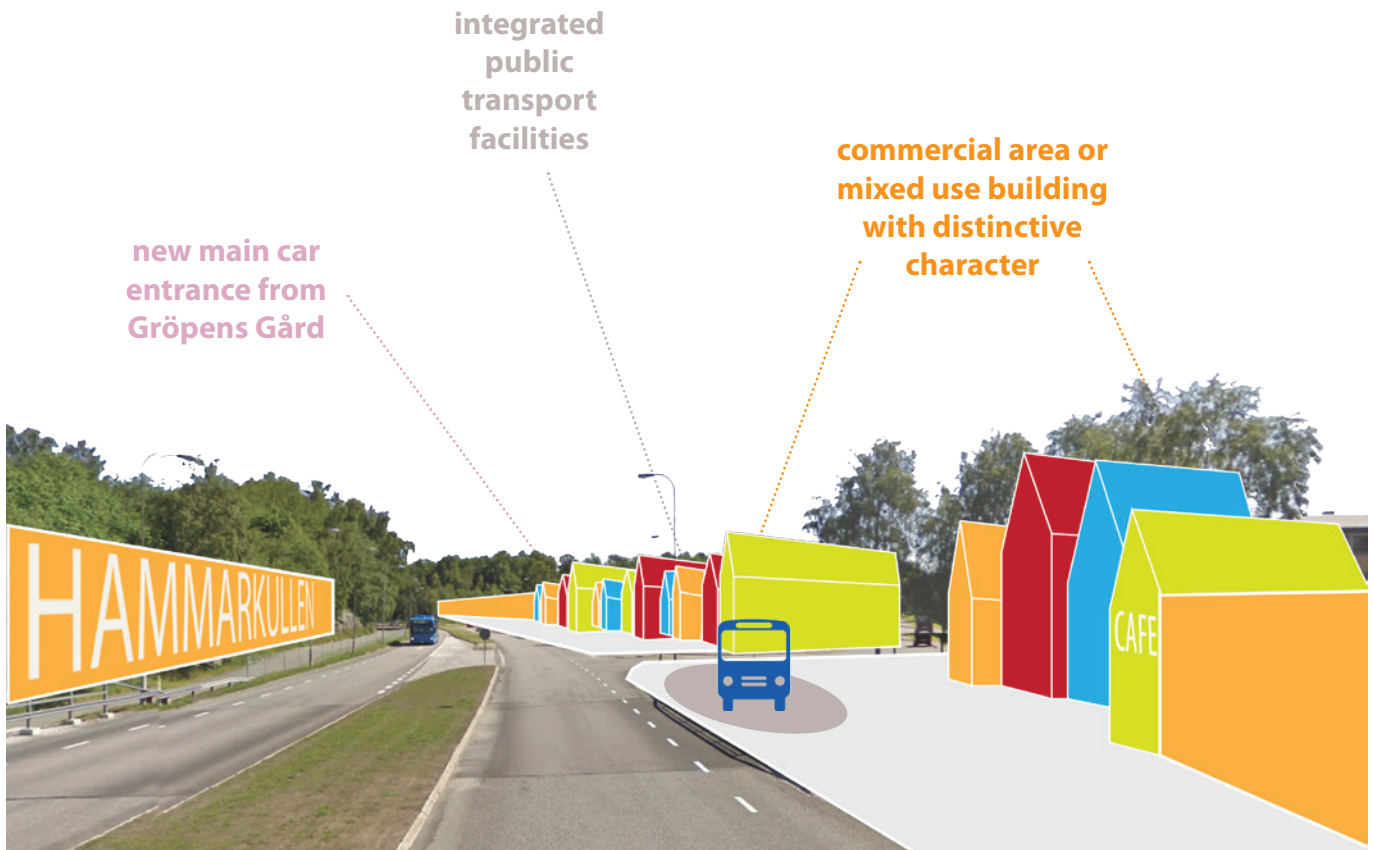 integrated
public
transport
facilities
commercial area or
mixed use building
with distinctive
character
new main car
entrance from
Gröpens Gård
HAMMARKULLEN
CAFE